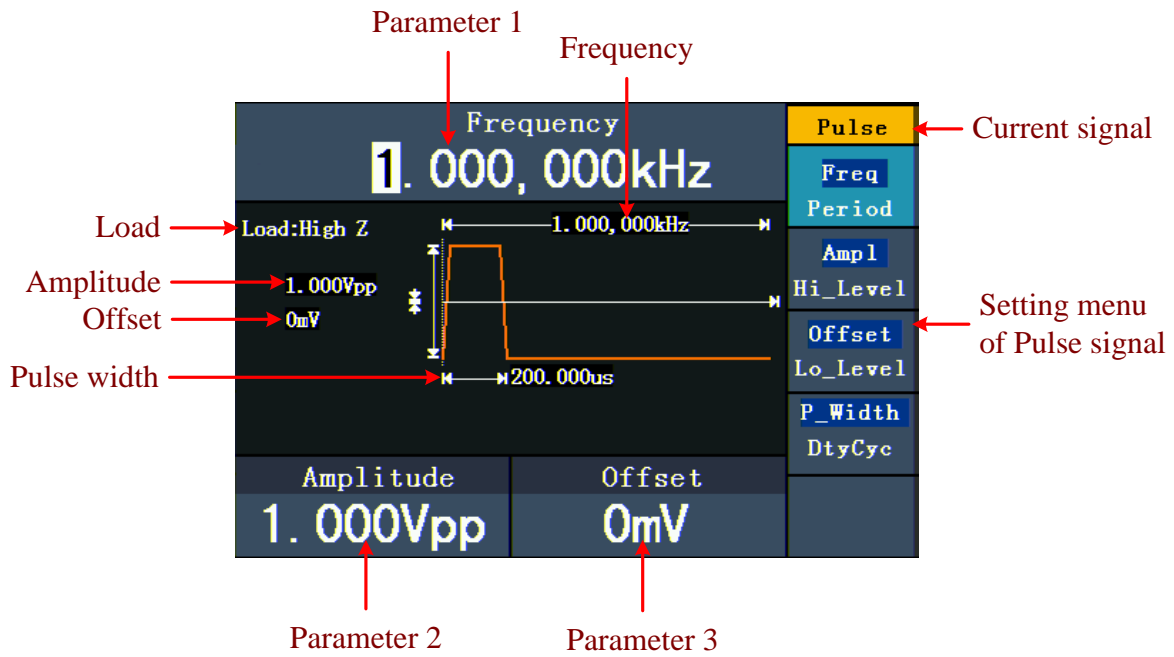 Parameter 1
Frequency
Frequency
1.000,000kHz
Pulse
Current signal
Freq
Period
Load
Load:High Z
1.000,000kHz
Ampl
Hi_Level
Amplitude
1.000Vpp
Offset
0mV
Setting menu
of Pulse signal
Offset
Lo_Level
Pulse width
200.000us
P_Width
DtyCyc
Amplitude
Offset
1.000Vpp
0mV
Parameter 2
Parameter 3